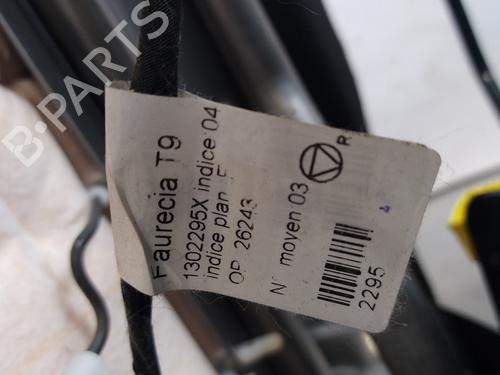 B-PARTS
Faurecia T9
1302295X indice 04
indice plan
OP 26243
moyen 03
R
2295